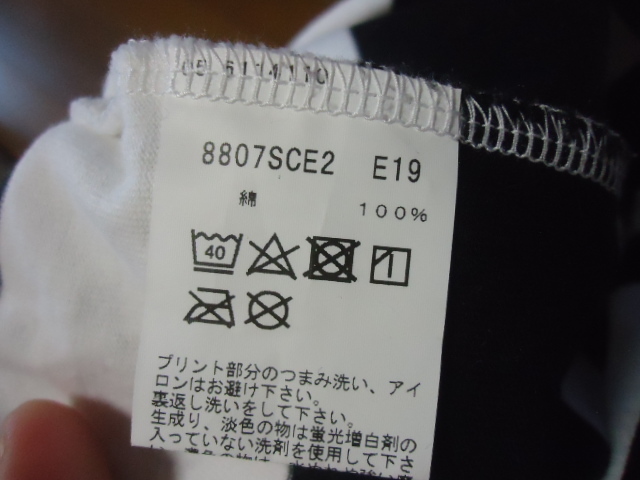 8807SCE2 E19
綿 100%
40
プリント部分のつまみ洗い、アイ
ロンはお避け下さい。
裏返し洗いをして下さい。
生成り、淡色の物は蛍光増白剤の
入っていない洗剤を使用して下さ